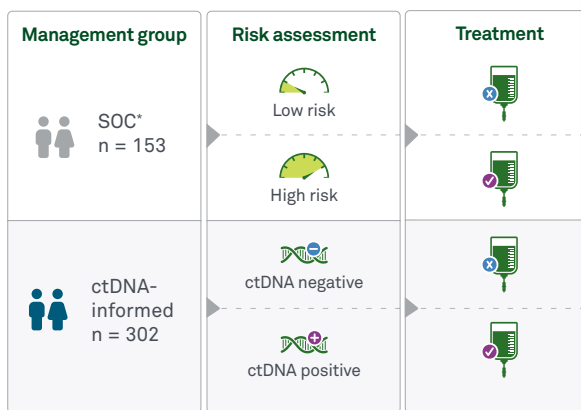 Management group
Risk assessment
Treatment
SOC*
n = 153
Low risk
High risk
ctDNA-
informed
n = 302
ctDNA negative
ctDNA positive